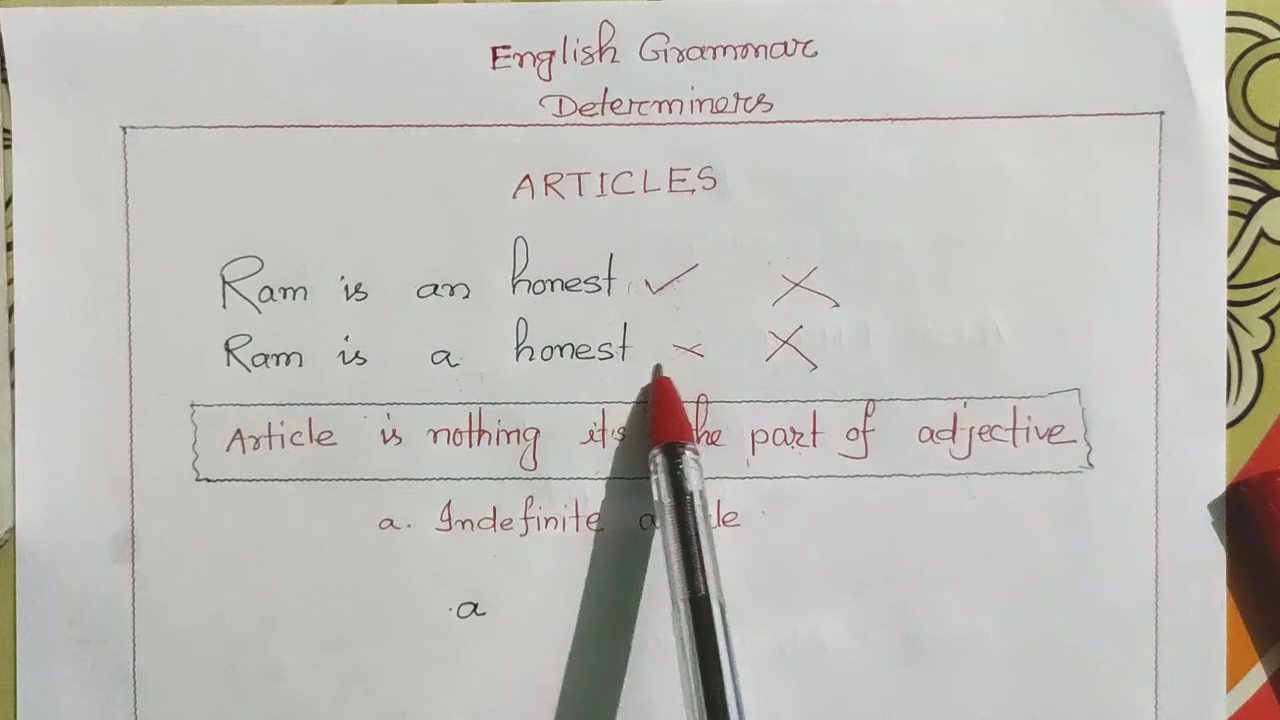 English Grammar
Determiners
ARTICLES
Ram is an honest ✓ ✗
Ram is a honest ✗ ✗
Article is nothing its the part of adjective
a. Indefinite
a